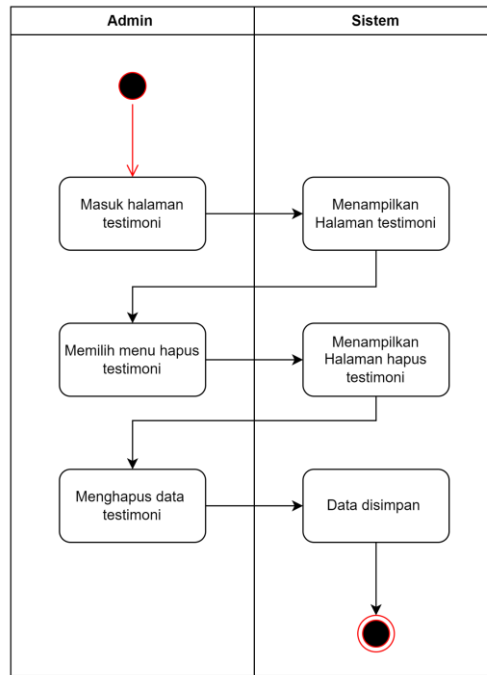 Admin
Sistem
Masuk halaman
testimoni
Menampilkan
Halaman testimoni
Memilih menu hapus
testimoni
Menampilkan
Halaman hapus
testimoni
Menghapus data
testimoni
Data disimpan